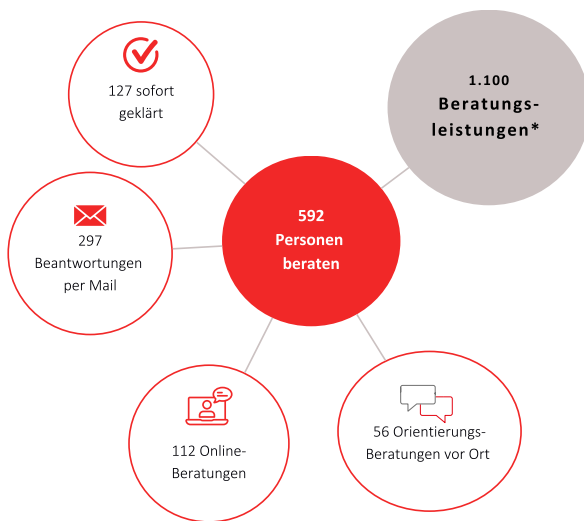 127 sofort
geklärt
1.100
Beratungs-
leistungen*
592
Personen
beraten
297
Beantwortungen
per Mail
112 Online-
Beratungen
56 Orientierungs-
Beratungen vor Ort